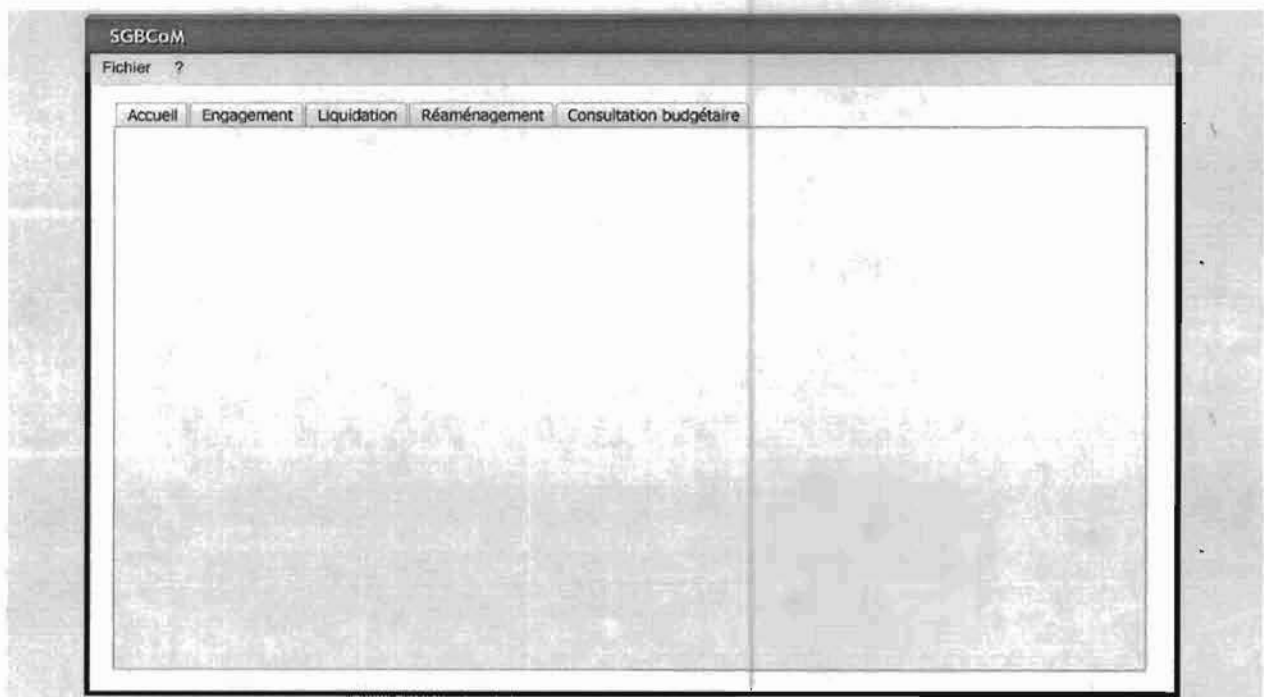 SGBCoM
Fichier ?
Accueil Engagement Liquidation Réaménagement Consultation budgétaire